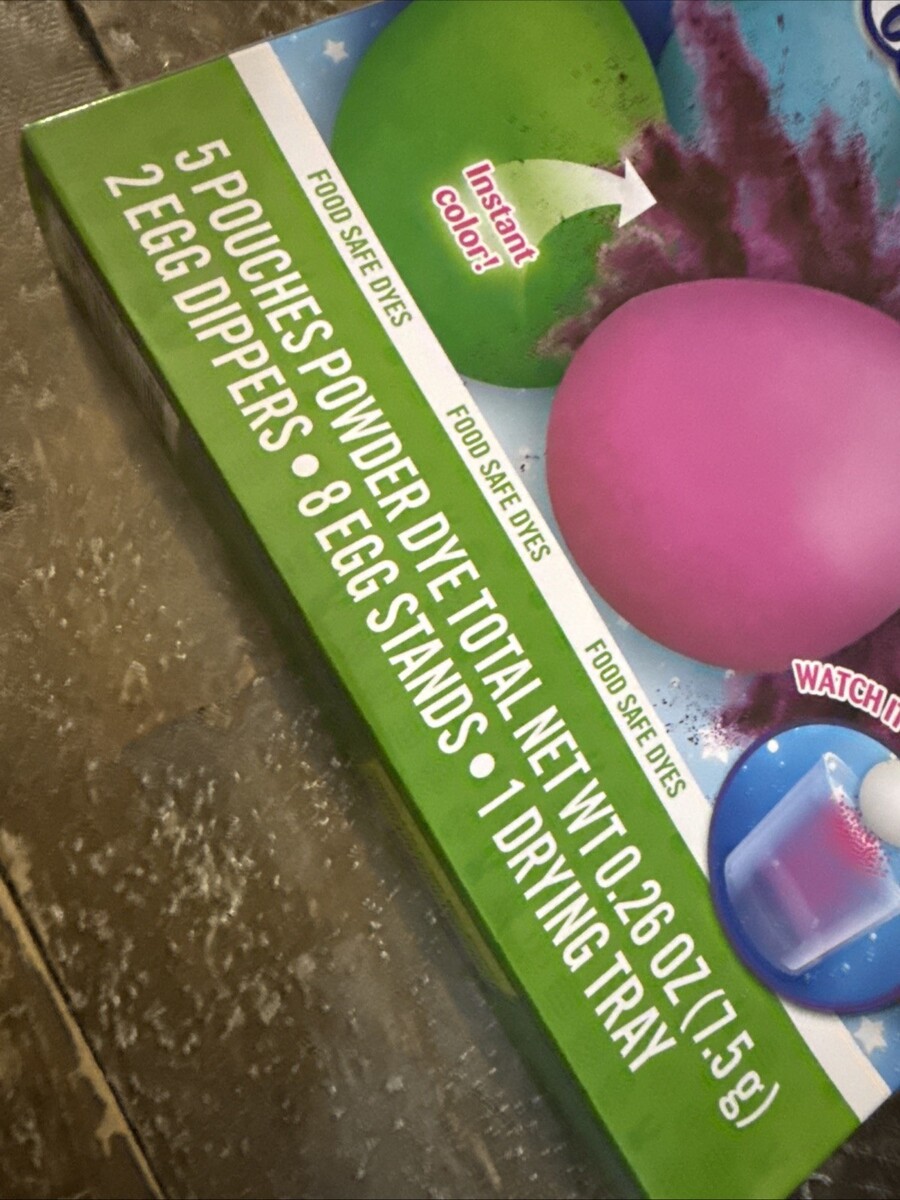 Instant
color!
FOOD SAFE DYES
FOOD SAFE DYES
FOOD SAFE DYES
WATCH
5 POUCHES POWDER DYE TOTAL NET WT 0.26 OZ (7.5 g)
2 EGG DIPPERS • 8 EGG STANDS • 1 DRYING TRAY